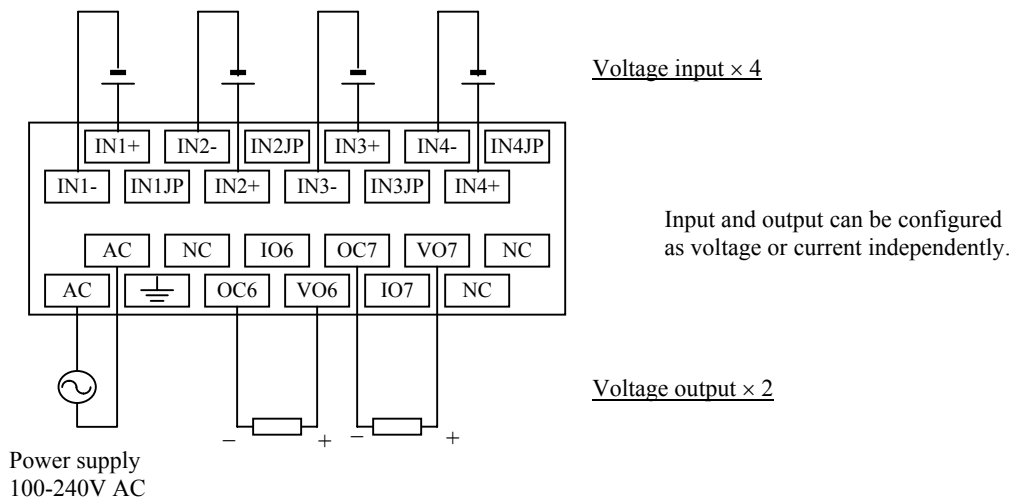 Voltage input × 4
IN1+ IN2- IN2JP IN3+ IN4- IN4JP
IN1- IN1JP IN2+ IN3- IN3JP IN4+
Input and output can be configured
as voltage or current independently.
AC NC IO6 OC7 VO7 NC
AC OC6 VO6 IO7 NC
Voltage output × 2
− + − +
Power supply
100-240V AC